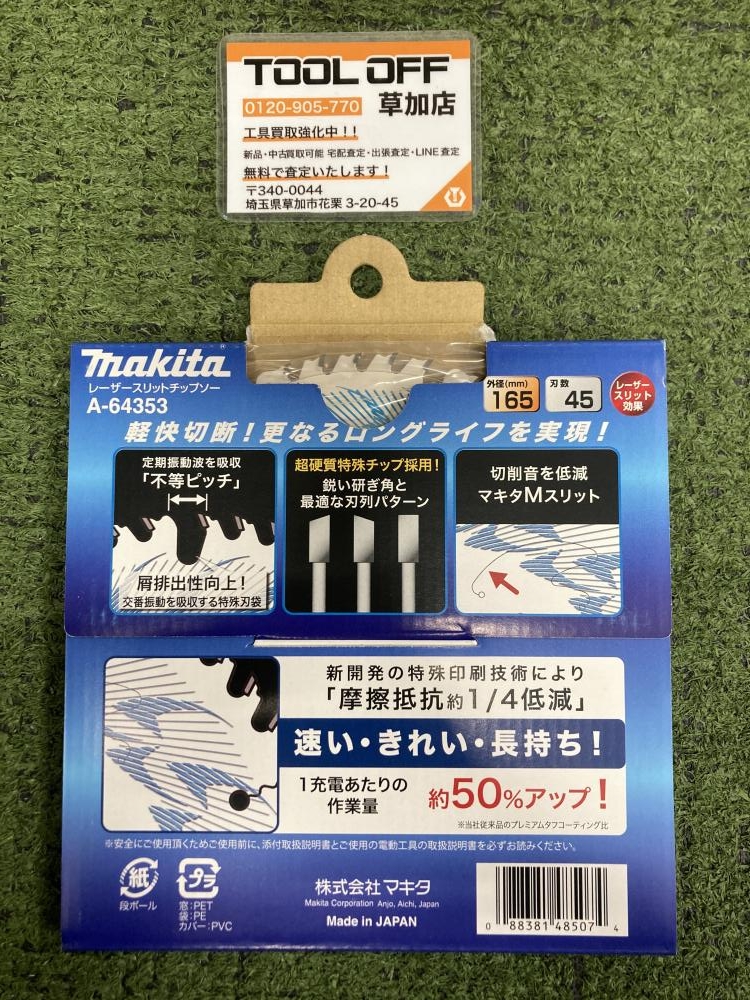 TOOL OFF
0120-905-770 草加店
工具買取強化中！！
新品・中古買取可能 宅配査定・出張査定・LINE査定
無料で査定いたします！
〒340-0044
埼玉県草加市花栗 3-20-45
makita
レーザースリットチップソー
A-64353
外径(mm)
165
刃数
45
レーザー
スリット
効果
軽快切断！更なるロングライフを実現！
定期振動波を吸収
「不等ピッチ」
屑排出性向上！
交番振動を吸収する特殊刃袋
超硬質特殊チップ採用！
鋭い研ぎ角と
最適な刃列パターン
切削音を低減
マキタMスリット
新開発の特殊印刷技術により
「摩擦抵抗約1/4低減」
速い・きれい・長持ち！
1充電あたりの
作業量
約50%アップ！
※当社従来品のプレミアムタフコーティング比
※安全にご使用頂くためご使用前に、添付取扱説明書とご使用の電動工具の取扱説明書を必ずお読みください。
紙
段ボール
プラ
窓:PET
袋:PE
カバー:PVC
株式会社マキタ
Makita Corporation Anjo, Aichi, Japan
Made in JAPAN
0 88381 48507 4